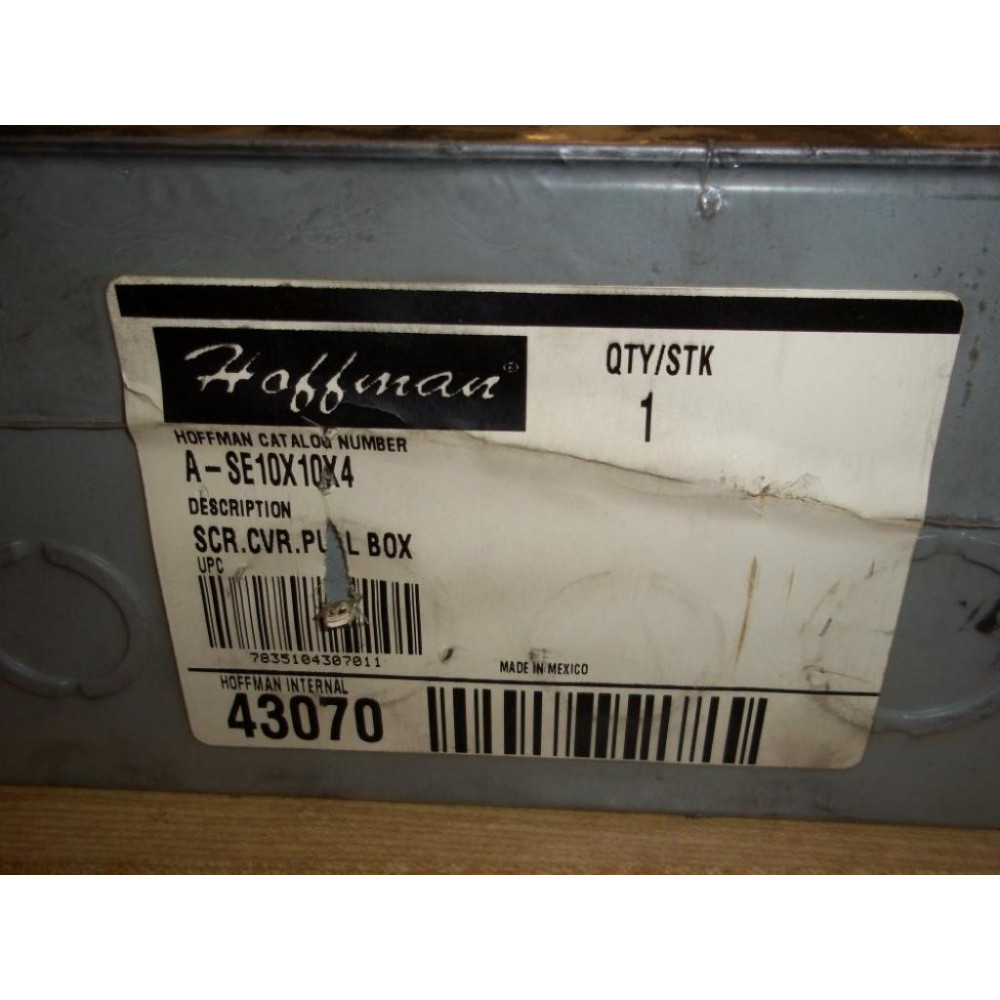 Hoffman®
QTY/STK
1
HOFFMAN CATALOG NUMBER
A-SE10X10X4
DESCRIPTION
SCR.CVR.PULL BOX
UPC
7835104307011
MADE IN MEXICO
HOFFMAN INTERNAL
43070